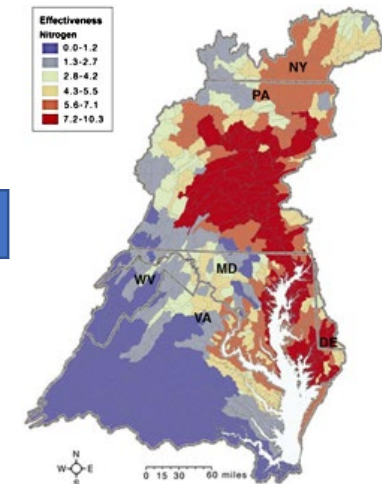 Effectiveness
Nitrogen
0.0-1.2
1.3-2.7
2.8-4.2
4.3-5.5
5.6-7.1
7.2-10.3
NY
PA
WV
MD
VA
DE
N
W E
S
0 15 30 60 miles